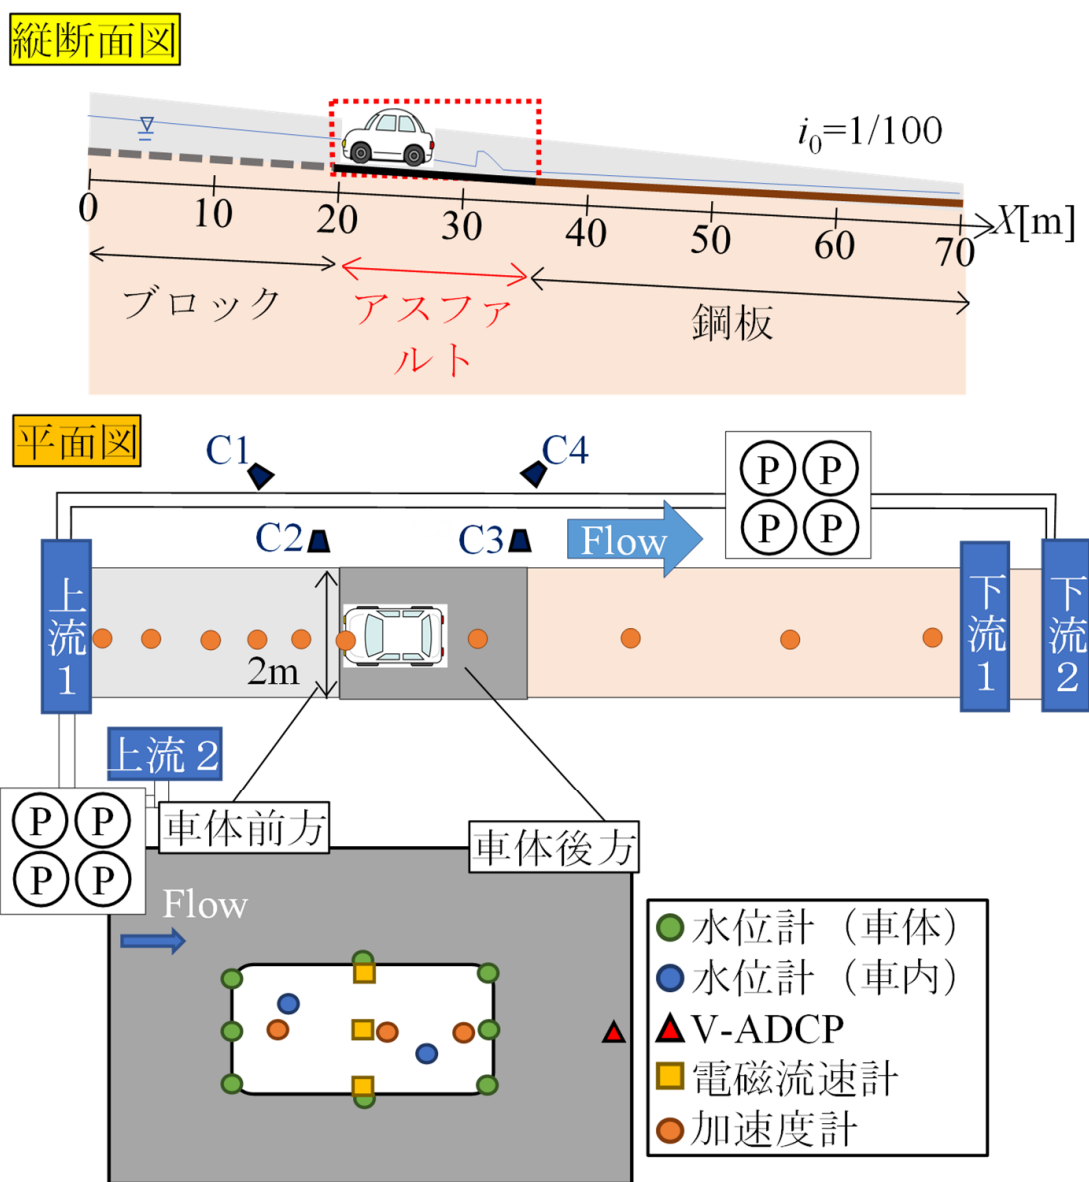 縦断面図
i₀=1/100
0
10
20
30
40
50
60
70
X[m]
ブロック
アスファ
ルト
鋼板
平面図
C1
C4
P P
P P
C2
C3
Flow
上流1
2m
下流1
下流2
上流2
P P
P P
車体前方
車体後方
Flow
水位計（車体）
水位計（車内）
V-ADCP
電磁流速計
加速度計